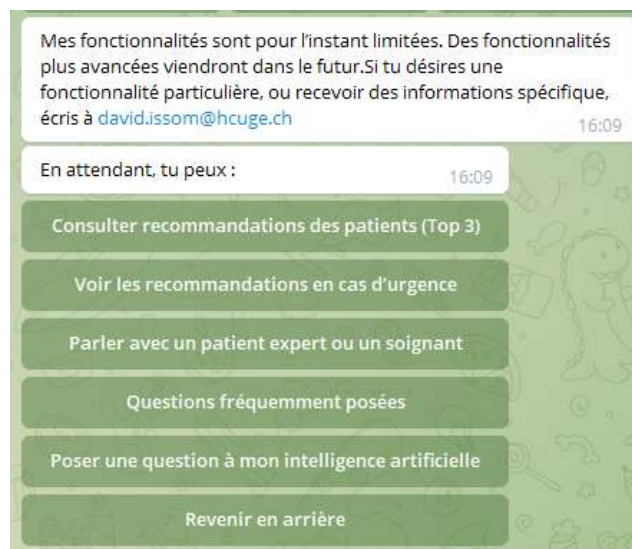 Mes fonctionnalités sont pour l'instant limitées. Des fonctionnalités
plus avancées viendront dans le futur.Si tu désires une
fonctionnalité particulière, ou recevoir des informations spécifique,
écris à david.issom@hcuge.ch
16:09
En attendant, tu peux :
16:09
Consulter recommandations des patients (Top 3)
Voir les recommandations en cas d'urgence
Parler avec un patient expert ou un soignant
Questions fréquemment posées
Poser une question à mon intelligence artificielle
Revenir en arrière